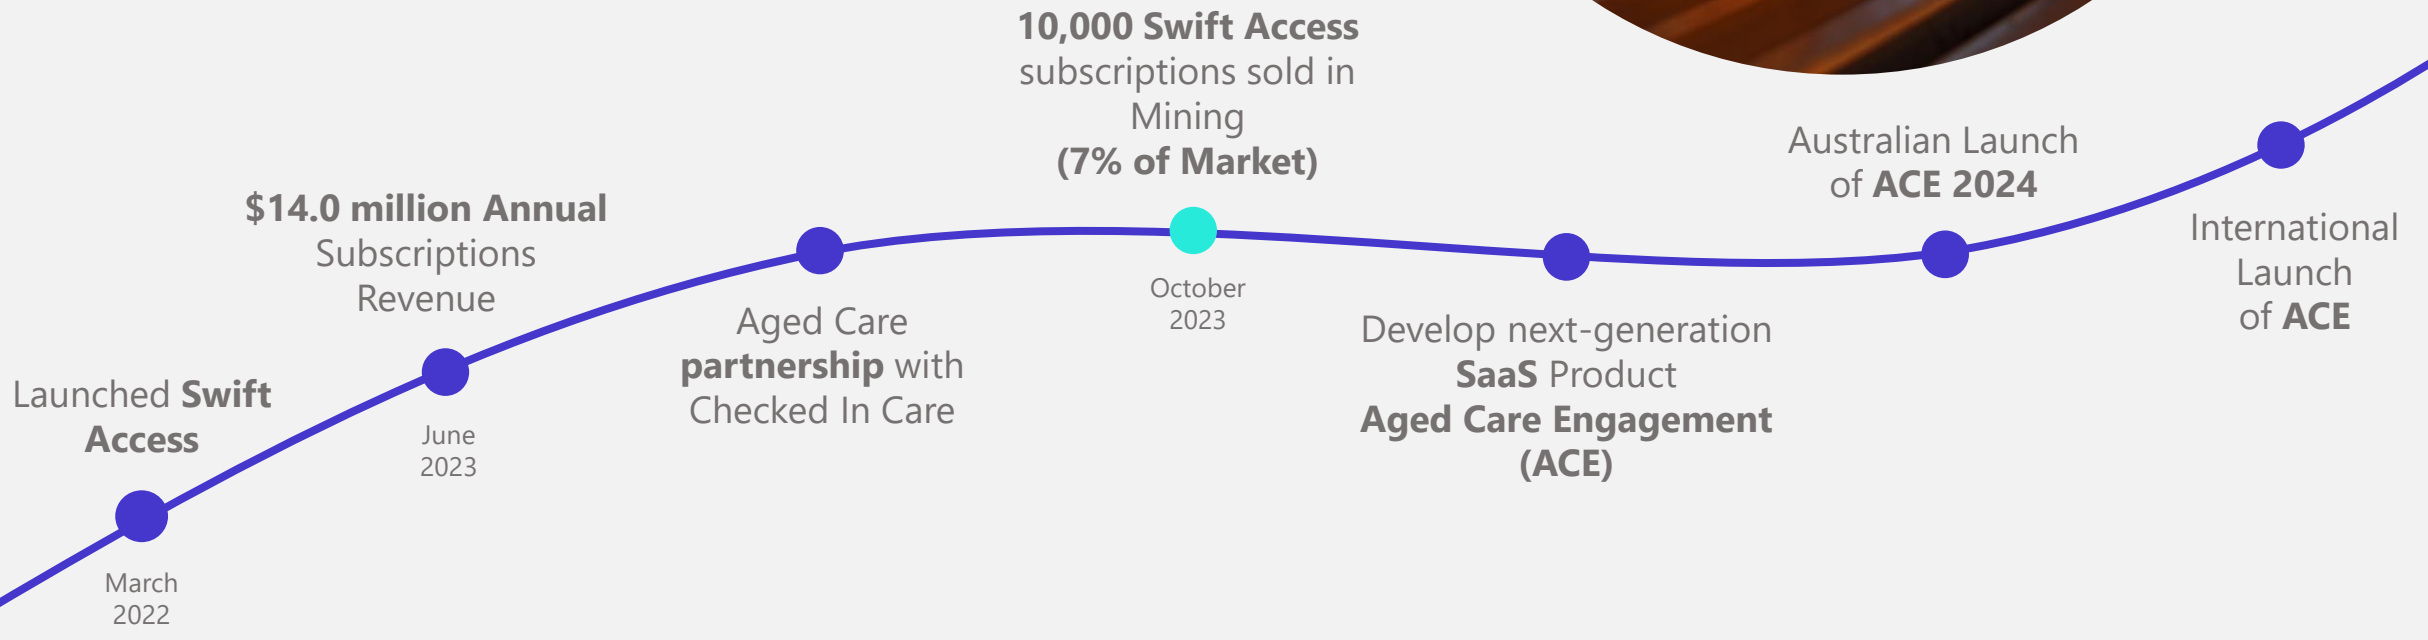 Launched Swift
Access
March
2022
$14.0 million Annual
Subscriptions
Revenue
June
2023
Aged Care
partnership with
Checked In Care
10,000 Swift Access
subscriptions sold in
Mining
(7% of Market)
October
2023
Develop next-generation
SaaS Product
Aged Care Engagement
(ACE)
Australian Launch
of ACE 2024
International
Launch
of ACE